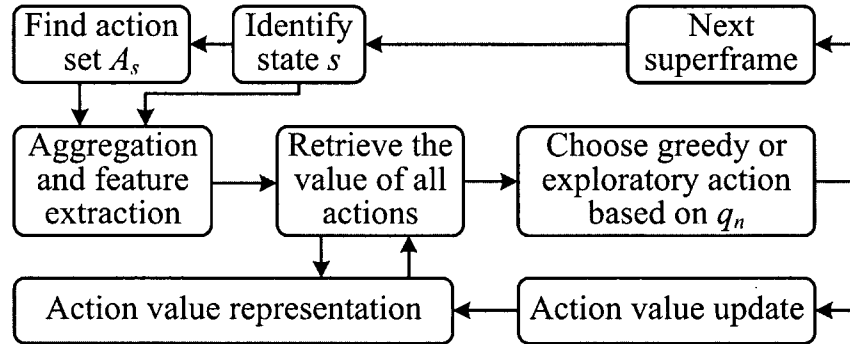 Find action
set As
Identify
state s
Next
superframe
Aggregation
and feature
extraction
Retrieve the
value of all
actions
Choose greedy or
exploratory action
based on qn
Action value representation
Action value update